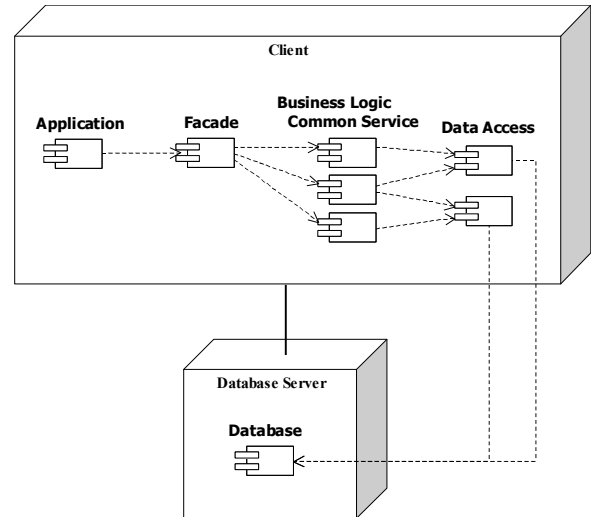 Client
Application
Facade
Business Logic
Common Service
Data Access
Database Server
Database